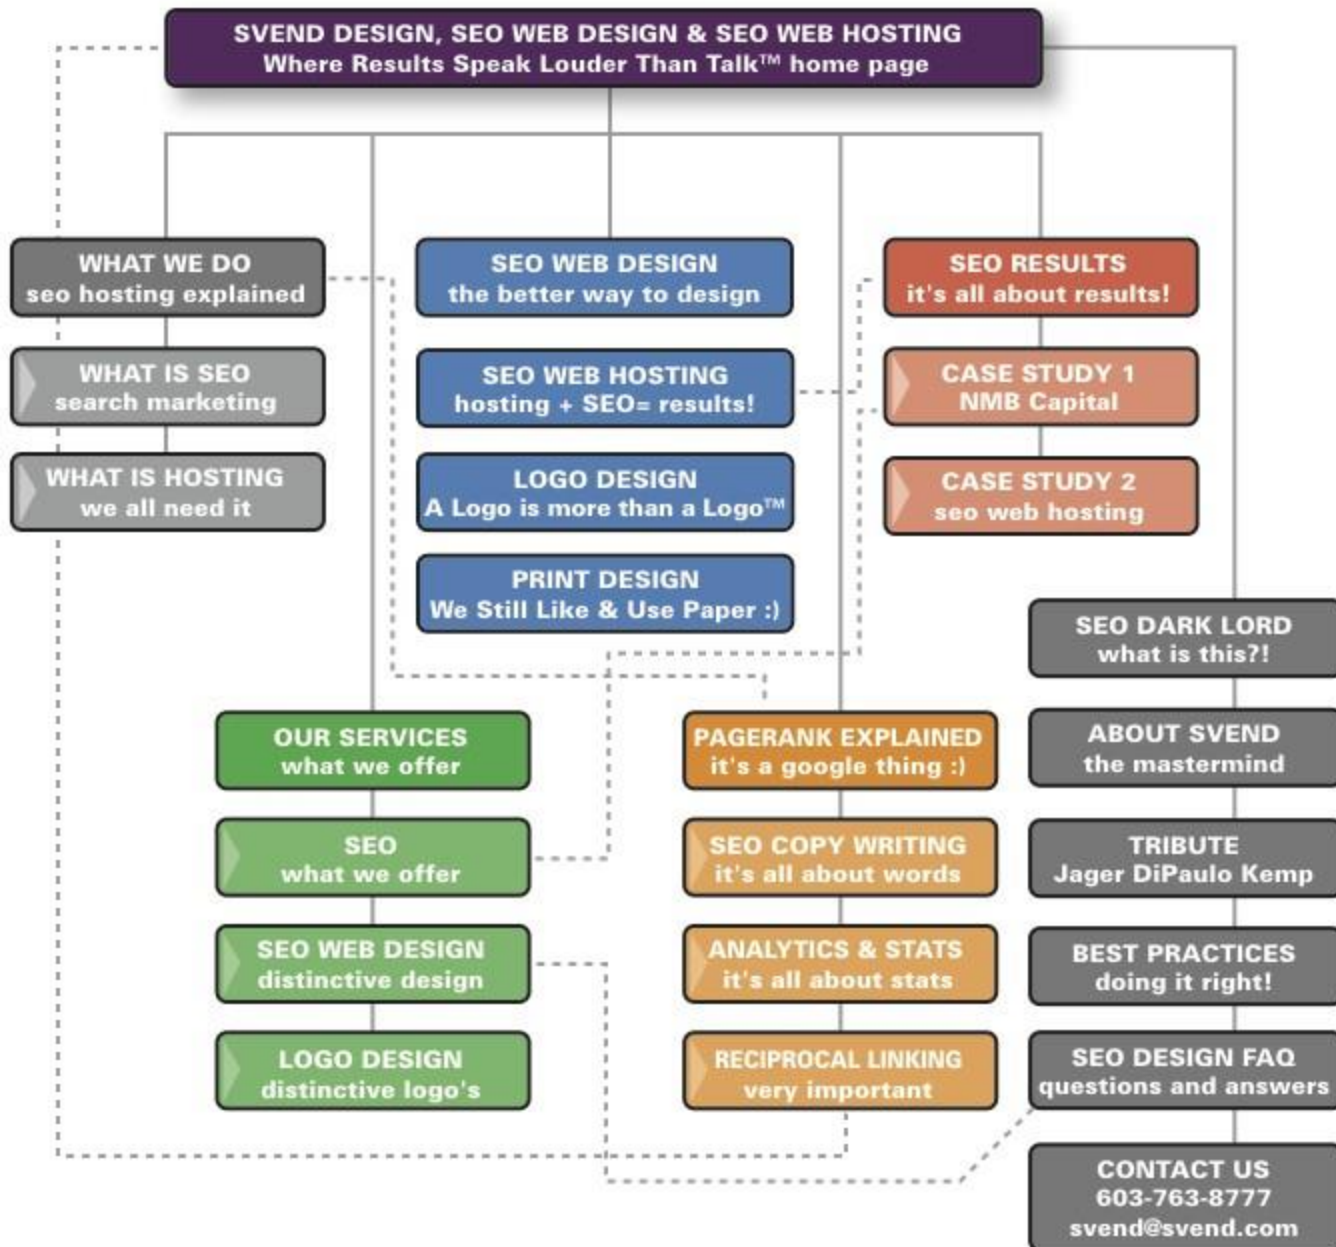 SVEND DESIGN, SEO WEB DESIGN & SEO WEB HOSTING
Where Results Speak Louder Than Talk™ home page
WHAT WE DO
seo hosting explained
WHAT IS SEO
search marketing
WHAT IS HOSTING
we all need it
SEO WEB DESIGN
the better way to design
SEO WEB HOSTING
hosting + SEO= results!
LOGO DESIGN
A Logo is more than a Logo™
PRINT DESIGN
We Still Like & Use Paper :)
SEO RESULTS
it's all about results!
CASE STUDY 1
NMB Capital
CASE STUDY 2
seo web hosting
OUR SERVICES
what we offer
SEO
what we offer
SEO WEB DESIGN
distinctive design
LOGO DESIGN
distinctive logo's
PAGERANK EXPLAINED
it's a google thing :)
SEO COPY WRITING
it's all about words
ANALYTICS & STATS
it's all about stats
RECIPROCAL LINKING
very important
SEO DARK LORD
what is this?!
ABOUT SVEND
the mastermind
TRIBUTE
Jager DiPaulo Kemp
BEST PRACTICES
doing it right!
SEO DESIGN FAQ
questions and answers
CONTACT US
603-763-8777
svend@svend.com